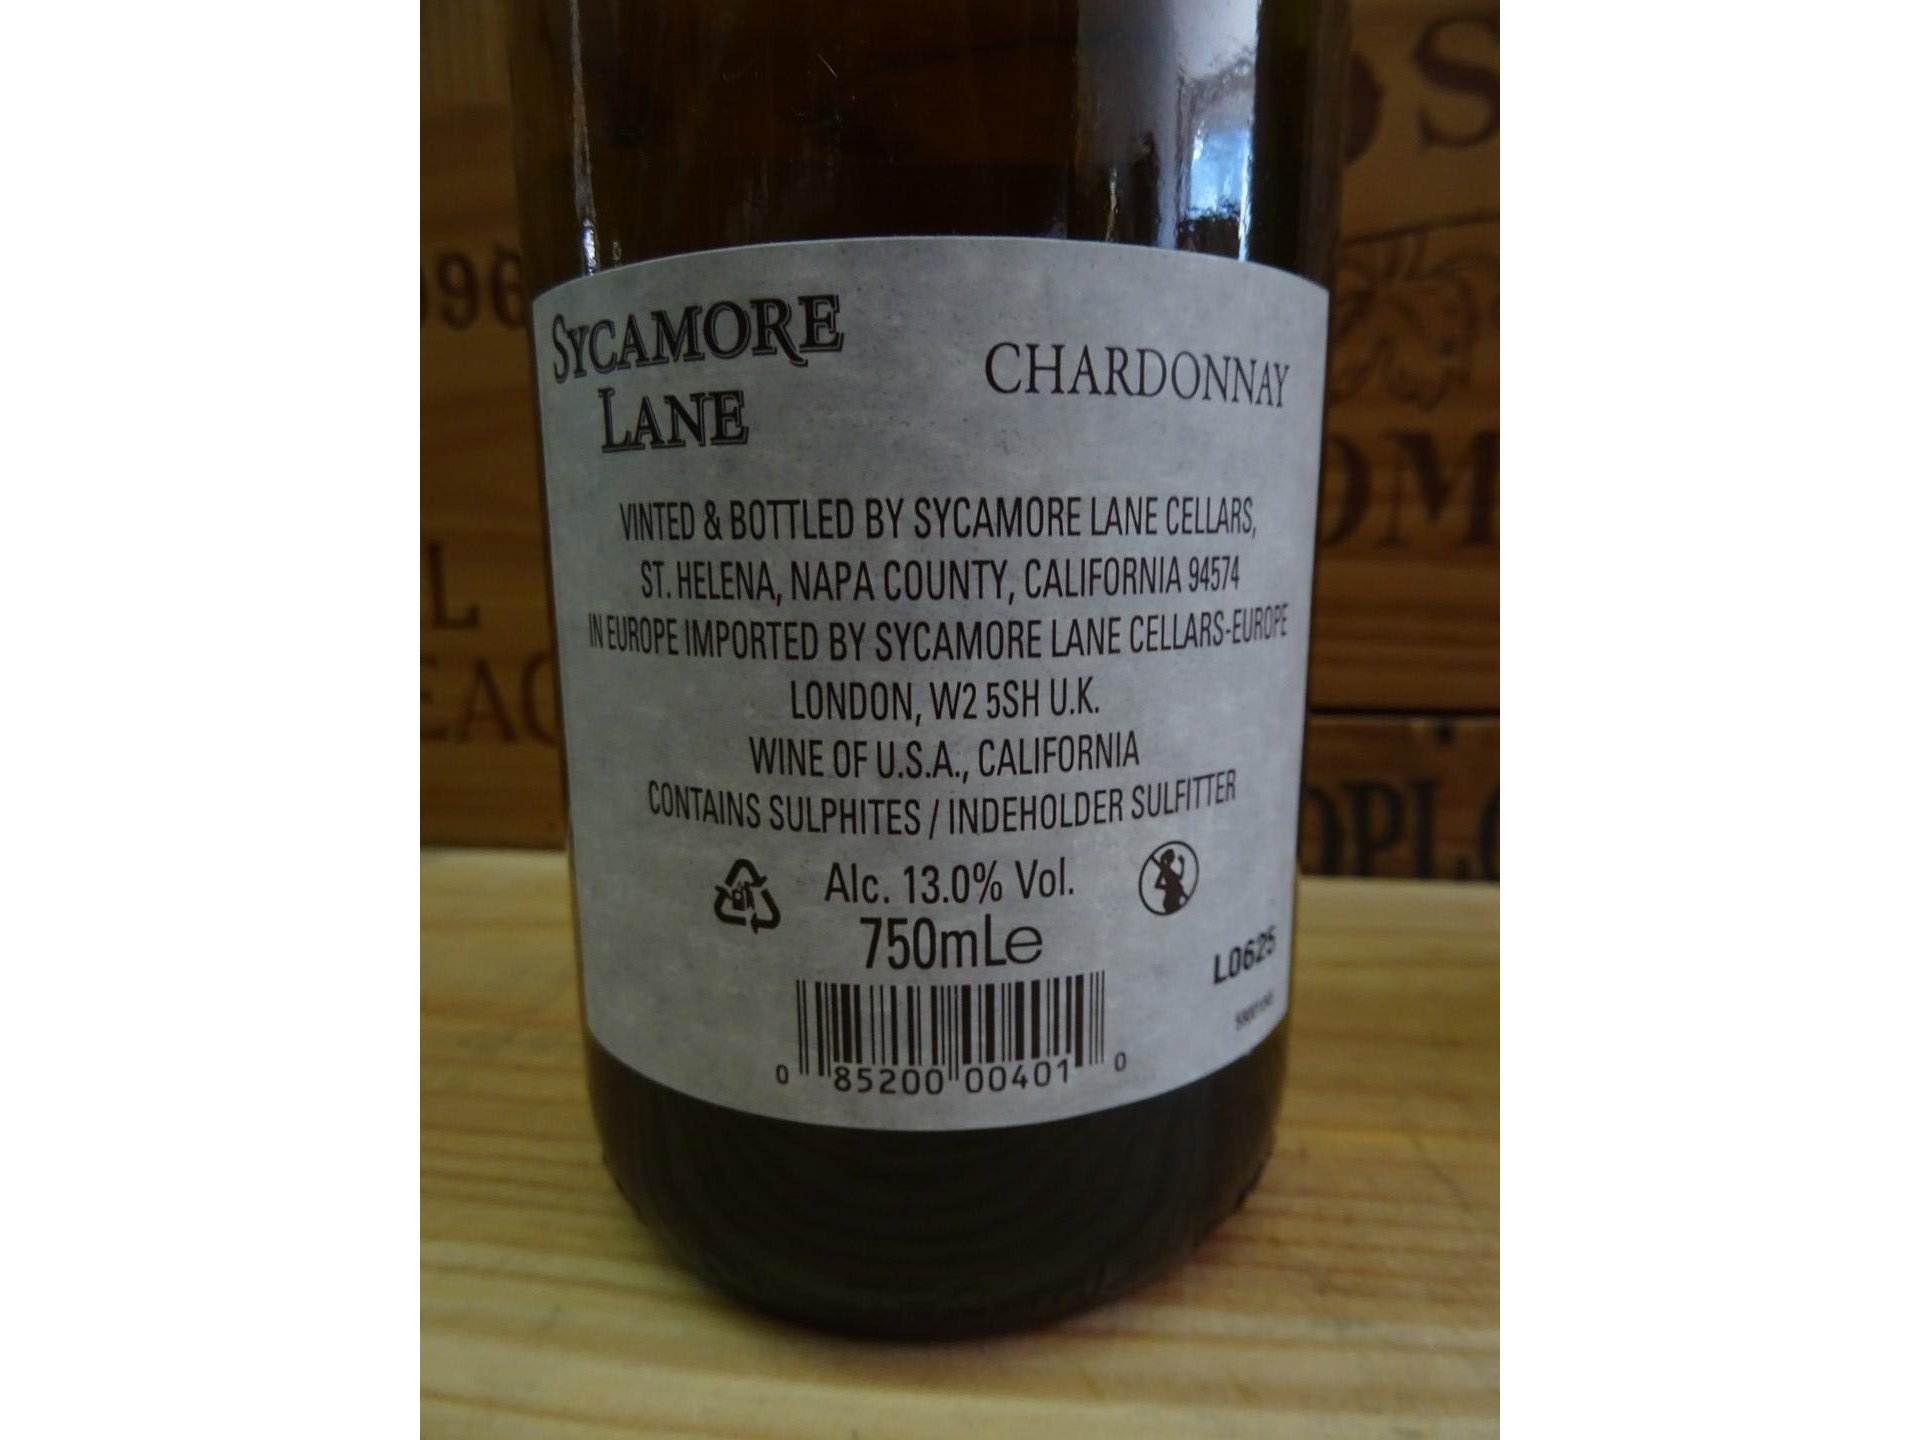 SYCAMORE
LANE
CHARDONNAY
VINTED & BOTTLED BY SYCAMORE LANE CELLARS,
ST. HELENA, NAPA COUNTY, CALIFORNIA 94574
IN EUROPE IMPORTED BY SYCAMORE LANE CELLARS-EUROPE
LONDON, W2 5SH U.K.
WINE OF U.S.A., CALIFORNIA
CONTAINS SULPHITES / INDEHOLDER SULFITTER
Alc. 13.0% Vol.
750mLe
L0625
0 85200 00401 0